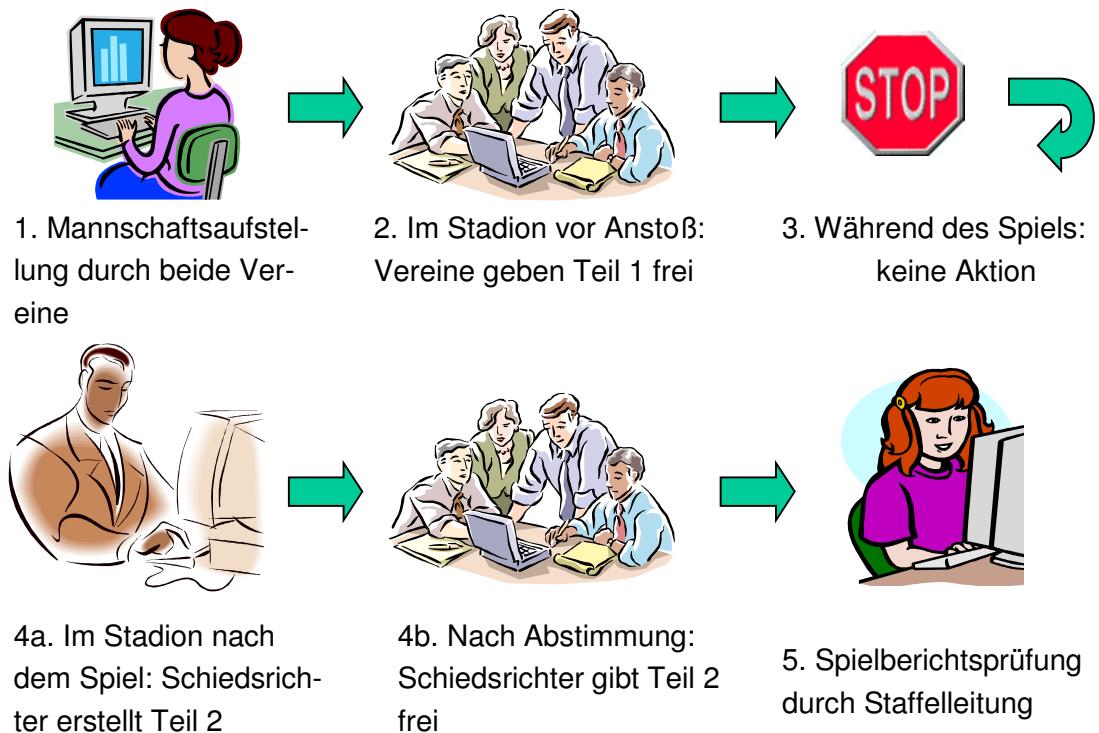 STOP
1. Mannschaftsaufstel-
lung durch beide Ver-
eine
2. Im Stadion vor Anstoß:
Vereine geben Teil 1 frei
3. Während des Spiels:
keine Aktion
4a. Im Stadion nach
dem Spiel: Schiedsrich-
ter erstellt Teil 2
4b. Nach Abstimmung:
Schiedsrichter gibt Teil 2
frei
5. Spielberichtsprüfung
durch Staffelleitung